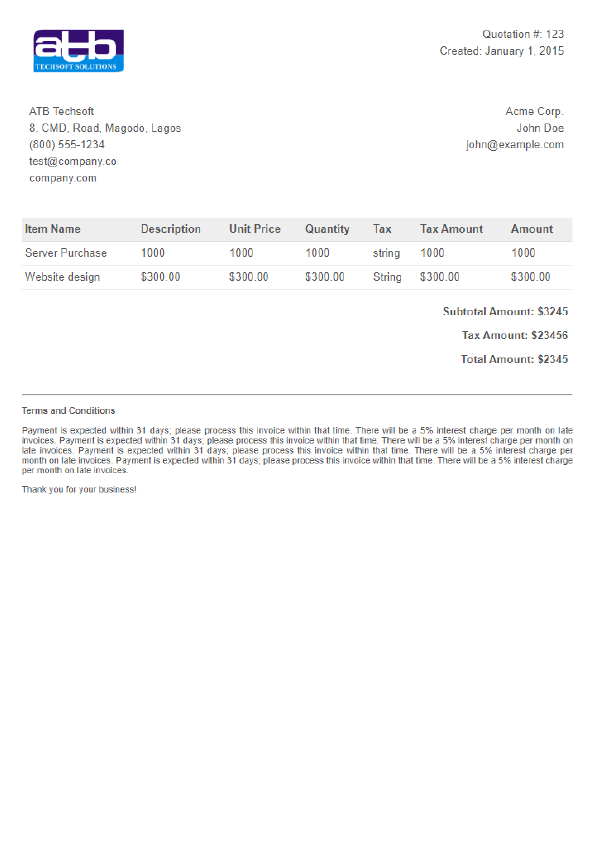 atb
TECHSOFT SOLUTIONS
Quotation #: 123
Created: January 1, 2015
ATB Techsoft
8, CMD, Road, Magodo, Lagos
(800) 555-1234
test@company.co
company.com
Acme Corp.
John Doe
john@example.com
Item Name Description Unit Price Quantity Tax Tax Amount Amount
Server Purchase 1000 1000 1000 string 1000 1000
Website design $300.00 $300.00 $300.00 String $300.00 $300.00
Subtotal Amount: $3245
Tax Amount: $23456
Total Amount: $2345
Terms and Conditions
Payment is expected within 31 days; please process this invoice within that time. There will be a 5% interest charge per month on late
invoices. Payment is expected within 31 days; please process this invoice within that time. There will be a 5% interest charge per month on
late invoices. Payment is expected within 31 days; please process this invoice within that time. There will be a 5% interest charge per
month on late invoices. Payment is expected within 31 days; please process this invoice within that time. There will be a 5% interest charge
per month on late invoices.
Thank you for your business!